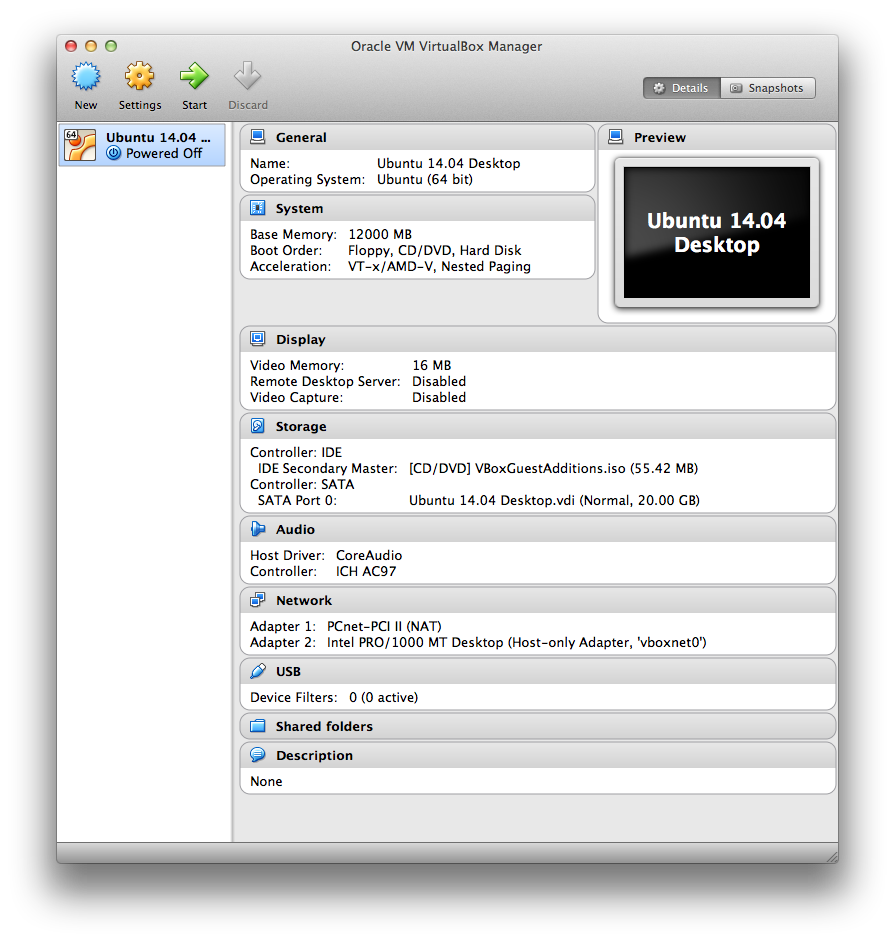 Oracle VM VirtualBox Manager
New
Settings
Start
Discard
Details
Snapshots
64
Ubuntu 14.04 ...
Powered Off
General
Name: Ubuntu 14.04 Desktop
Operating System: Ubuntu (64 bit)
System
Base Memory: 12000 MB
Boot Order: Floppy, CD/DVD, Hard Disk
Acceleration: VT-x/AMD-V, Nested Paging
Preview
Ubuntu 14.04
Desktop
Display
Video Memory: 16 MB
Remote Desktop Server: Disabled
Video Capture: Disabled
Storage
Controller: IDE
IDE Secondary Master: [CD/DVD] VBoxGuestAdditions.iso (55.42 MB)
Controller: SATA
SATA Port 0: Ubuntu 14.04 Desktop.vdi (Normal, 20.00 GB)
Audio
Host Driver: CoreAudio
Controller: ICH AC97
Network
Adapter 1: PCnet-PCI II (NAT)
Adapter 2: Intel PRO/1000 MT Desktop (Host-only Adapter, 'vboxnet0')
USB
Device Filters: 0 (0 active)
Shared folders
Description
None